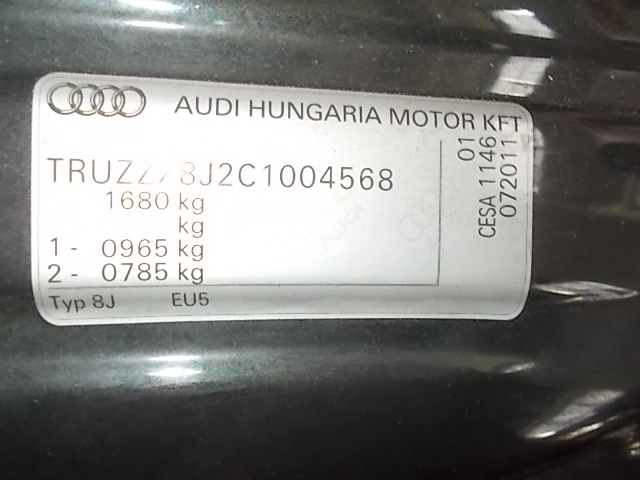 AUDI HUNGARIA MOTOR KFT
TRUZZZ8J2C1004568
1680 kg
kg
1 - 0965 kg
2 - 0785 kg
Typ 8J EU5
01
CESA 1146
072011